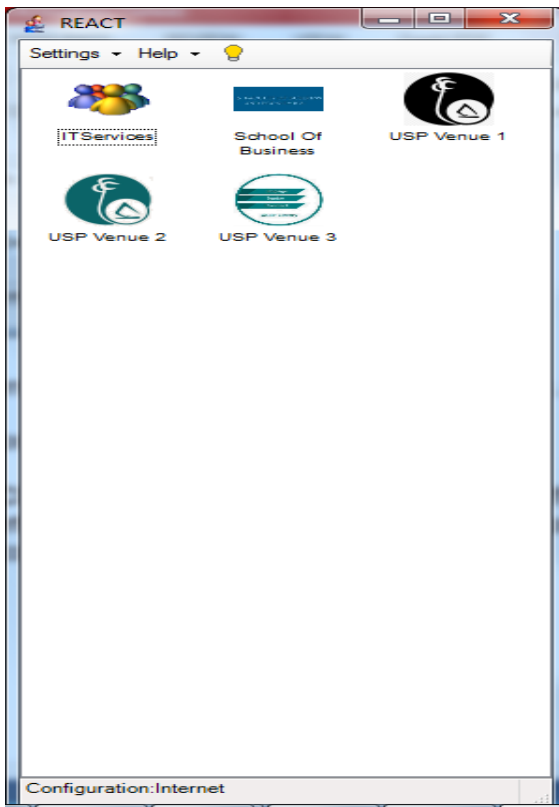 REACT
Settings Help
ITServices
School Of
Business
USP Venue 1
USP Venue 2
USP Venue 3
Configuration:Internet